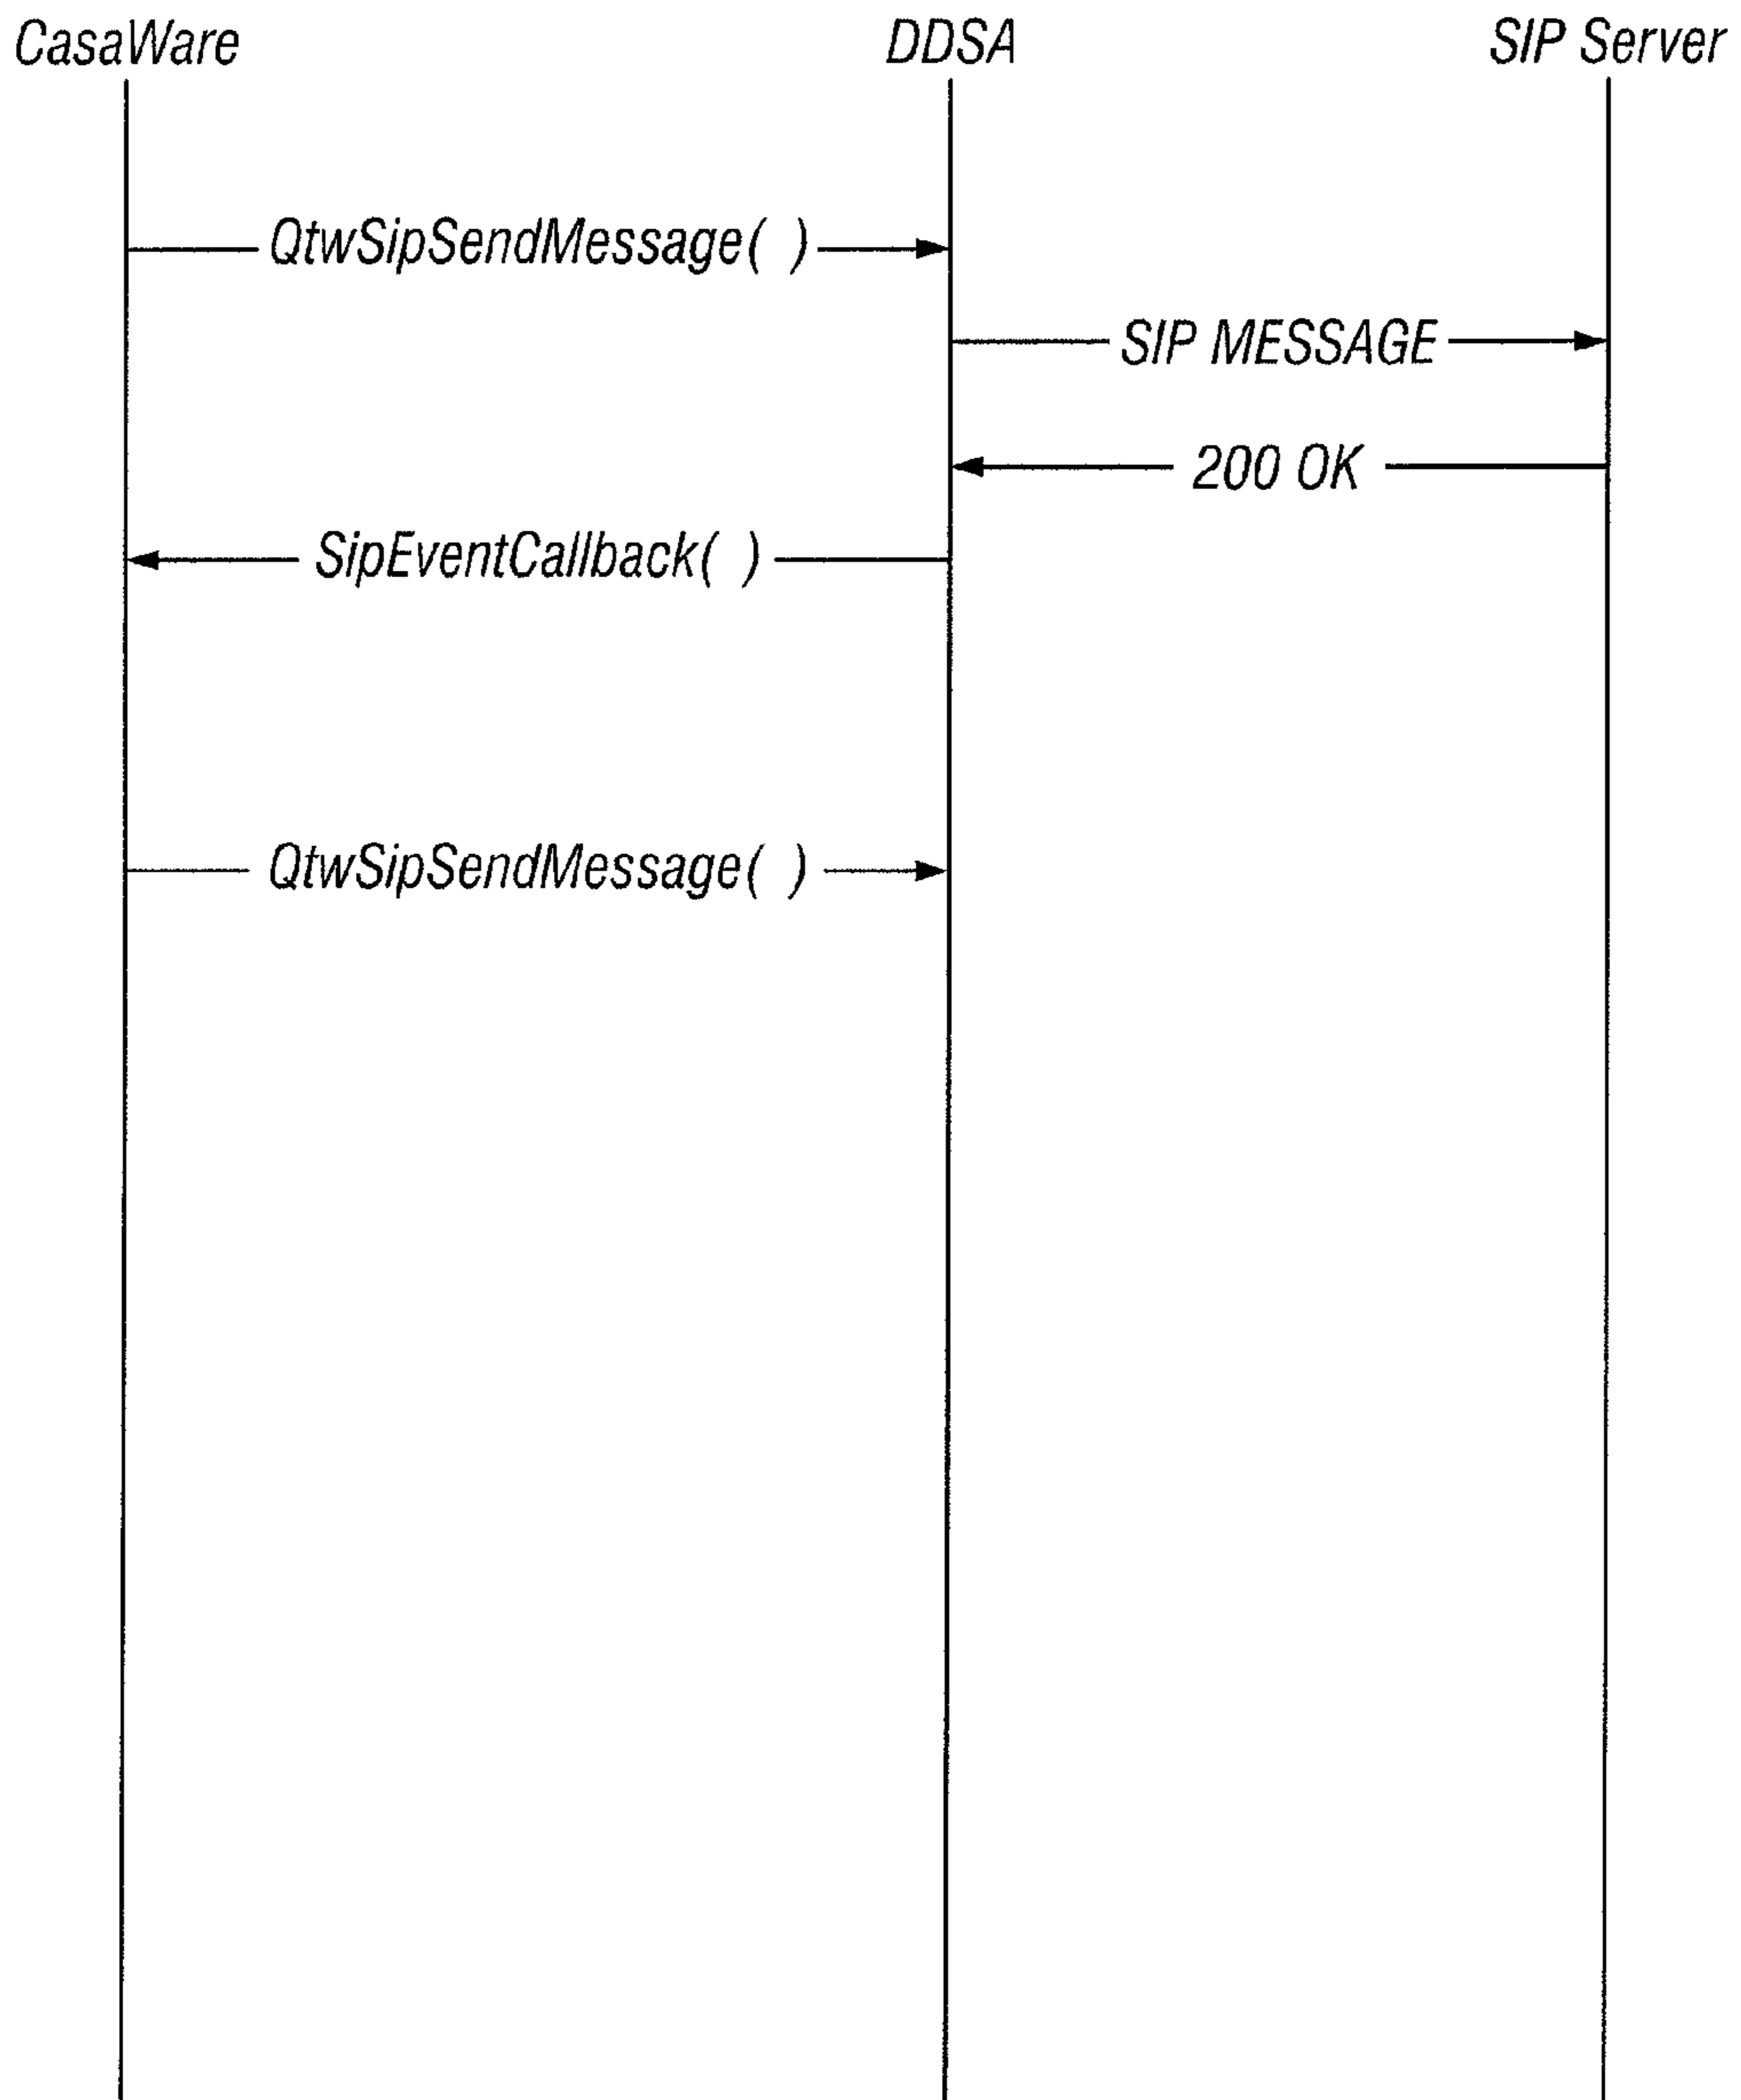 CasaWare DDSA SIP Server
QtwSipSendMessage( )
SIP MESSAGE
200 OK
SipEventCallback( )
QtwSipSendMessage( )